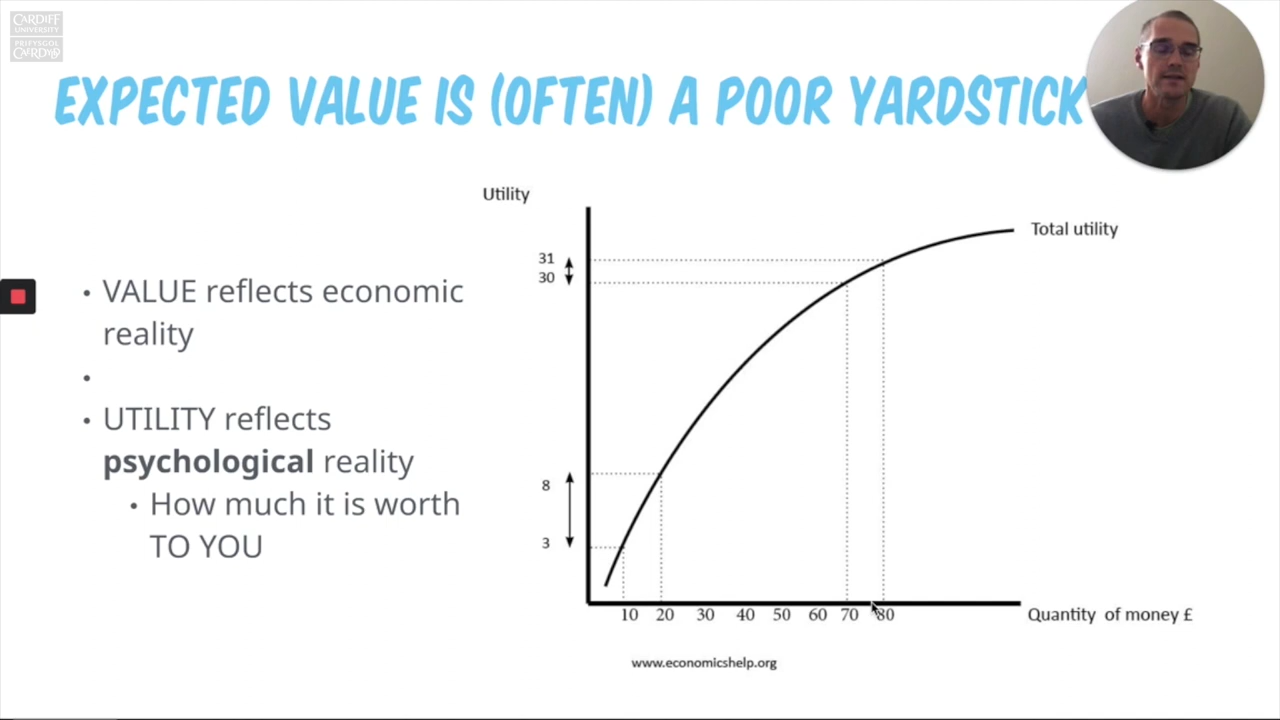 CARDIFF
UNIVERSITY
PRIFYSGOL
CAERDYDD
EXPECTED VALUE IS (OFTEN) A POOR YARDSTICK
• VALUE reflects economic
reality
•
• UTILITY reflects
psychological reality
• How much it is worth
TO YOU
Utility
Total utility
31
30
8
3
10 20 30 40 50 60 70 80
Quantity of money £
www.economicshelp.org